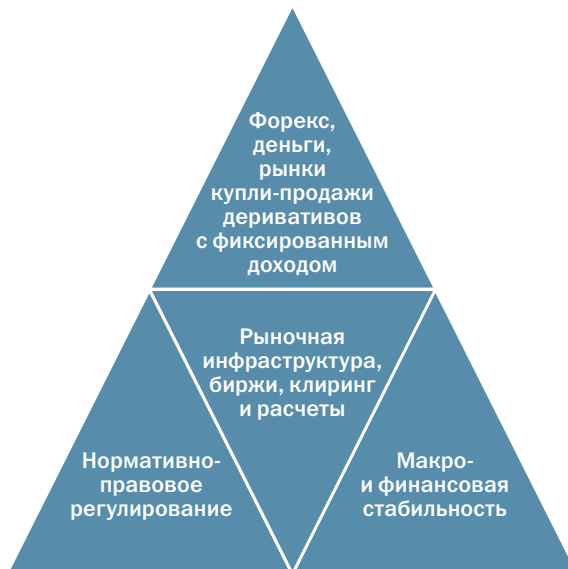 Форекс,
деньги,
рынки
купли-продажи
деривативов
с фиксированным
доходом
Рыночная
инфраструктура,
биржи, клиринг
и расчеты
Нормативно-
правовое
регулирование
Макро-
и финансовая
стабильность